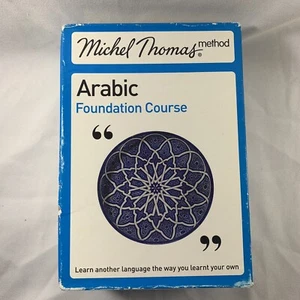 Michel Thomas® method
Arabic
Foundation Course
“
”
Learn another language the way you learnt your own